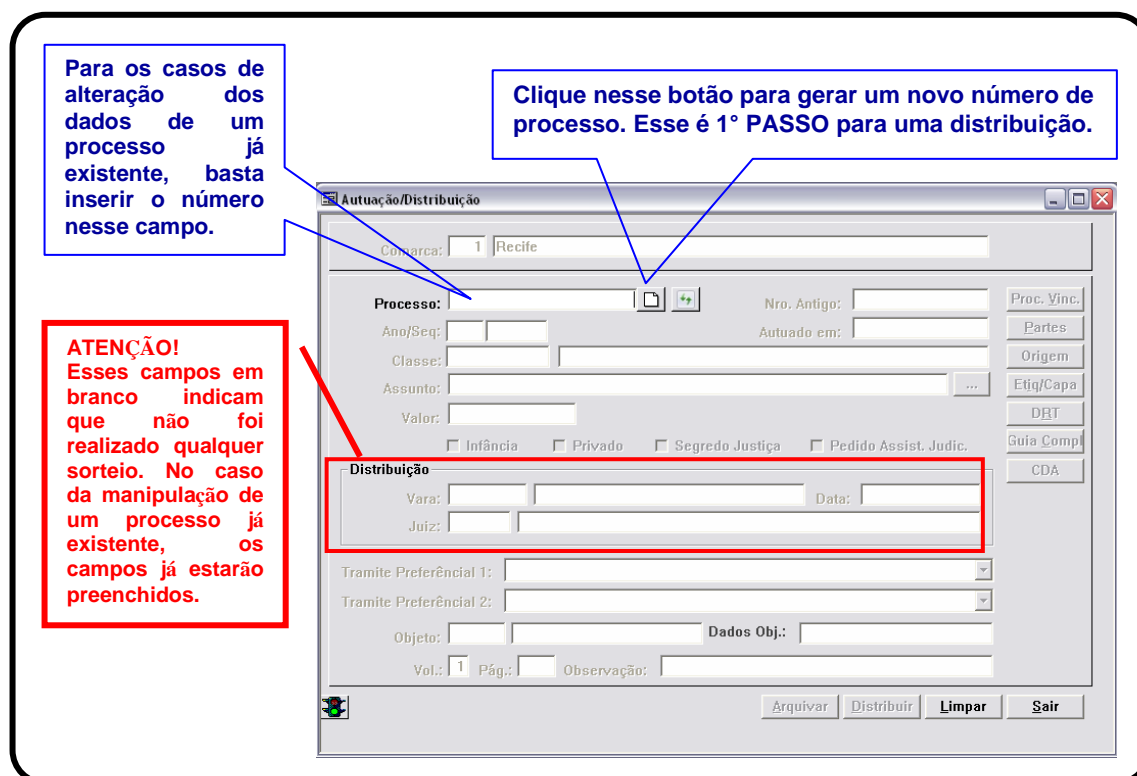 Para os casos de
alteração dos
dados de um
processo já
existente, basta
inserir o número
nesse campo.
Clique nesse botão para gerar um novo número de
processo. Esse é 1° PASSO para uma distribuição.
ATENÇÃO!
Esses campos em
branco indicam
que não foi
realizado qualquer
sorteio. No caso
da manipulação de
um processo já
existente, os
campos já estarão
preenchidos.
Autuação/Distribuição
Comarca: 1 Recife
Processo: Nro. Antigo: Proc. Vinc.
Ano/Seq: Autuado em: Partes
Classe: Origem
Assunto: ... Etiq/Capa
Valor: DRT
Infância Privado Segredo Justiça Pedido Assist. Judic. Guia Compl
Distribuição CDA
Vara: Data:
Juiz:
Tramite Preferêncial 1:
Tramite Preferêncial 2:
Objeto: Dados Obj.:
Vol.: 1 Pág.: Observação:
Arquivar Distribuir Limpar Sair